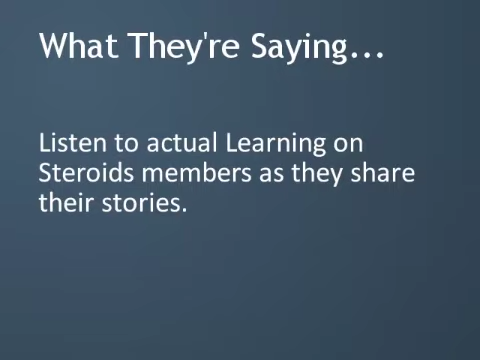 What They're Saying...
Listen to actual Learning on
Steroids members as they share
their stories.